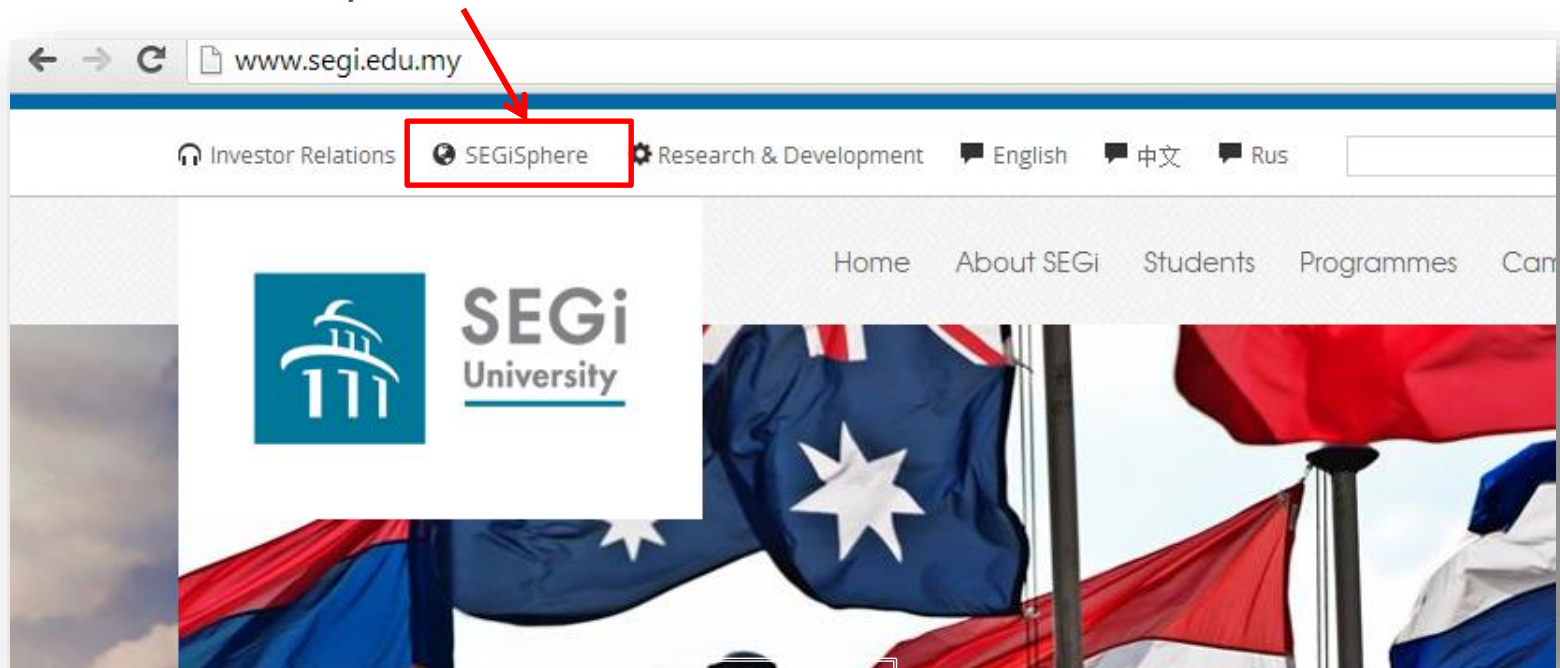 www.segi.edu.my
Investor Relations SEGiSphere Research & Development English 中文 Rus
Home About SEGi Students Programmes
SEGi
University